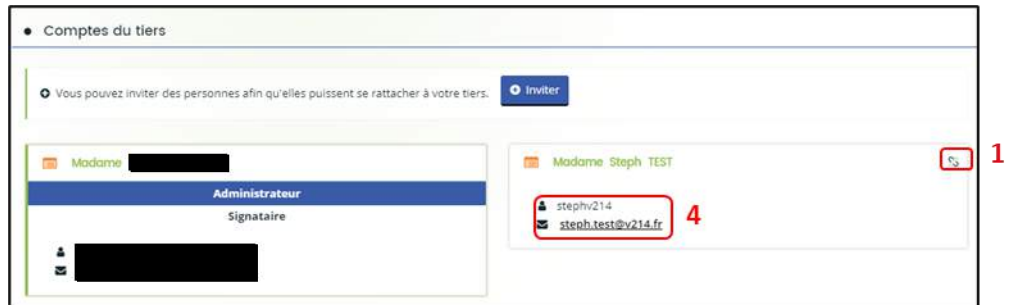 Comptes du tiers
Vous pouvez inviter des personnes afin qu'elles puissent se rattacher à votre tiers. Inviter
Madame
Administrateur
Signataire
Madame Steph TEST
1
stephv214
steph.test@v214.fr
4